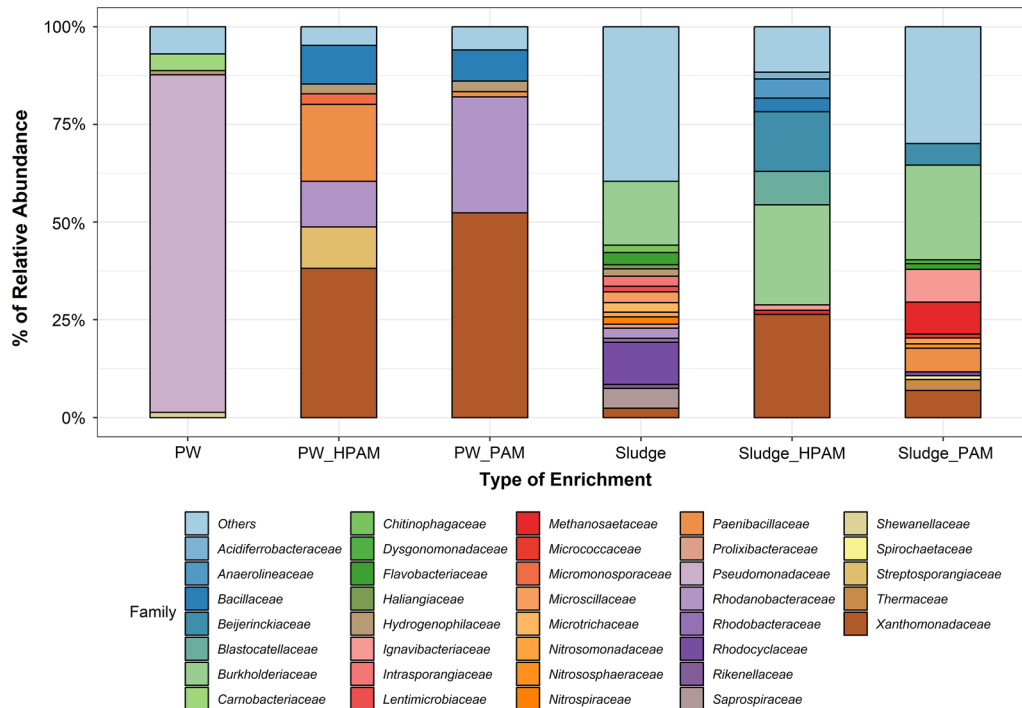 100%
75%
50%
25%
0%
% of Relative Abundance
PW
PW_HPAM
PW_PAM
Sludge
Sludge_HPAM
Sludge_PAM
Type of Enrichment
Family
Others
Acidiferrobacteraceae
Anaerolineaceae
Bacillaceae
Beijerinckiaceae
Blastocatellaceae
Burkholderiaceae
Carnobacteriaceae
Chitinophagaceae
Dysgonomonadaceae
Flavobacteriaceae
Haliangiaceae
Hydrogenophilaceae
Ignavibacteriaceae
Intrasporangiaceae
Lentimicrobiaceae
Methanosaetaceae
Micrococcaceae
Micromonosporaceae
Microscillaceae
Microtrichaceae
Nitrosomonadaceae
Nitrososphaeraceae
Nitrospiraceae
Paenibacillaceae
Prolixibacteraceae
Pseudomonadaceae
Rhodanobacteraceae
Rhodobacteraceae
Rhodocyclaceae
Rikenellaceae
Saprospiraceae
Shewanellaceae
Spirochaetaceae
Streptosporangiaceae
Thermaceae
Xanthomonadaceae